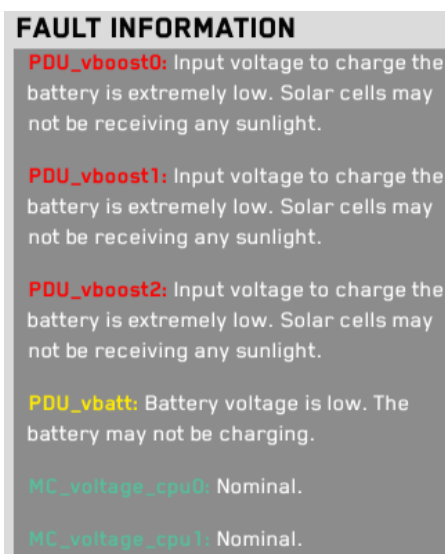 FAULT INFORMATION
PDU_vboost0: Input voltage to charge the
battery is extremely low. Solar cells may
not be receiving any sunlight.
PDU_vboost1: Input voltage to charge the
battery is extremely low. Solar cells may
not be receiving any sunlight.
PDU_vboost2: Input voltage to charge the
battery is extremely low. Solar cells may
not be receiving any sunlight.
PDU_vbatt: Battery voltage is low. The
battery may not be charging.
MC_voltage_cpu0: Nominal.
MC_voltage_cpu1: Nominal.